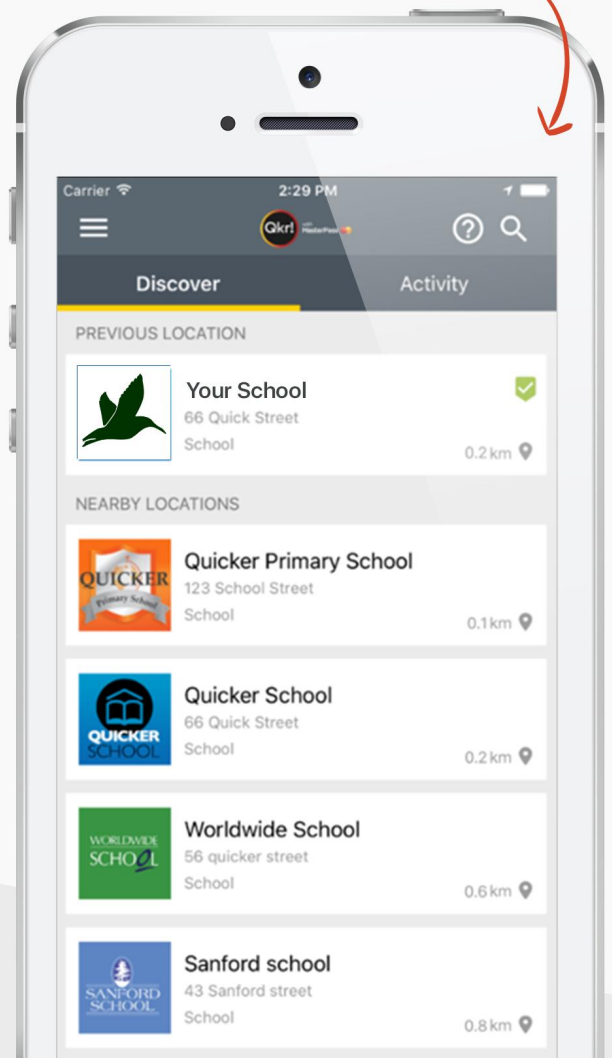 Carrier 2:29 PM
Qkr! with MasterPass
Discover Activity
PREVIOUS LOCATION
Your School
66 Quick Street
School
0.2 km
NEARBY LOCATIONS
QUICKER
Primary School
Quicker Primary School
123 School Street
School
0.1 km
QUICKER
SCHOOL
Quicker School
66 Quick Street
School
0.2 km
WORLDWIDE
SCHOOL
Worldwide School
56 quicker street
School
0.6 km
SANFORD
SCHOOL
Sanford school
43 Sanford street
School
0.8 km